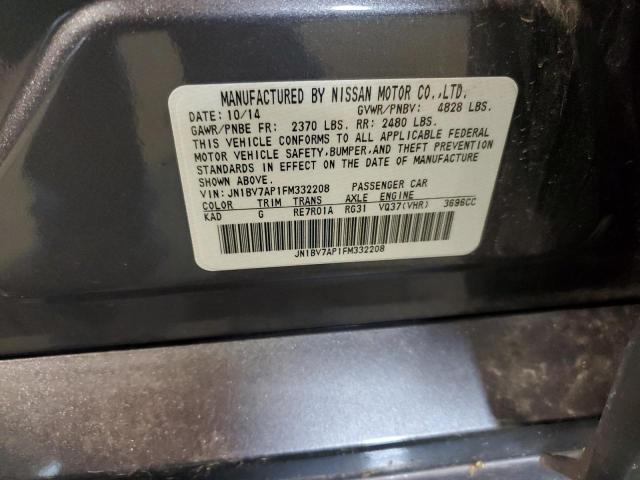 MANUFACTURED BY NISSAN MOTOR CO.,LTD.
DATE: 10/14 GVWR/PNBV: 4828 LBS.
GAWR/PNBE FR: 2370 LBS. RR: 2480 LBS.
THIS VEHICLE CONFORMS TO ALL APPLICABLE FEDERAL
MOTOR VEHICLE SAFETY,BUMPER,AND THEFT PREVENTION
STANDARDS IN EFFECT ON THE DATE OF MANUFACTURE
SHOWN ABOVE.
VIN: JN1BV7AP1FM332208 PASSENGER CAR
COLOR TRIM TRANS AXLE ENGINE
KAD G RE7R01A RG31 VQ37(VHR) 3696CC
JN1BV7AP1FM332208